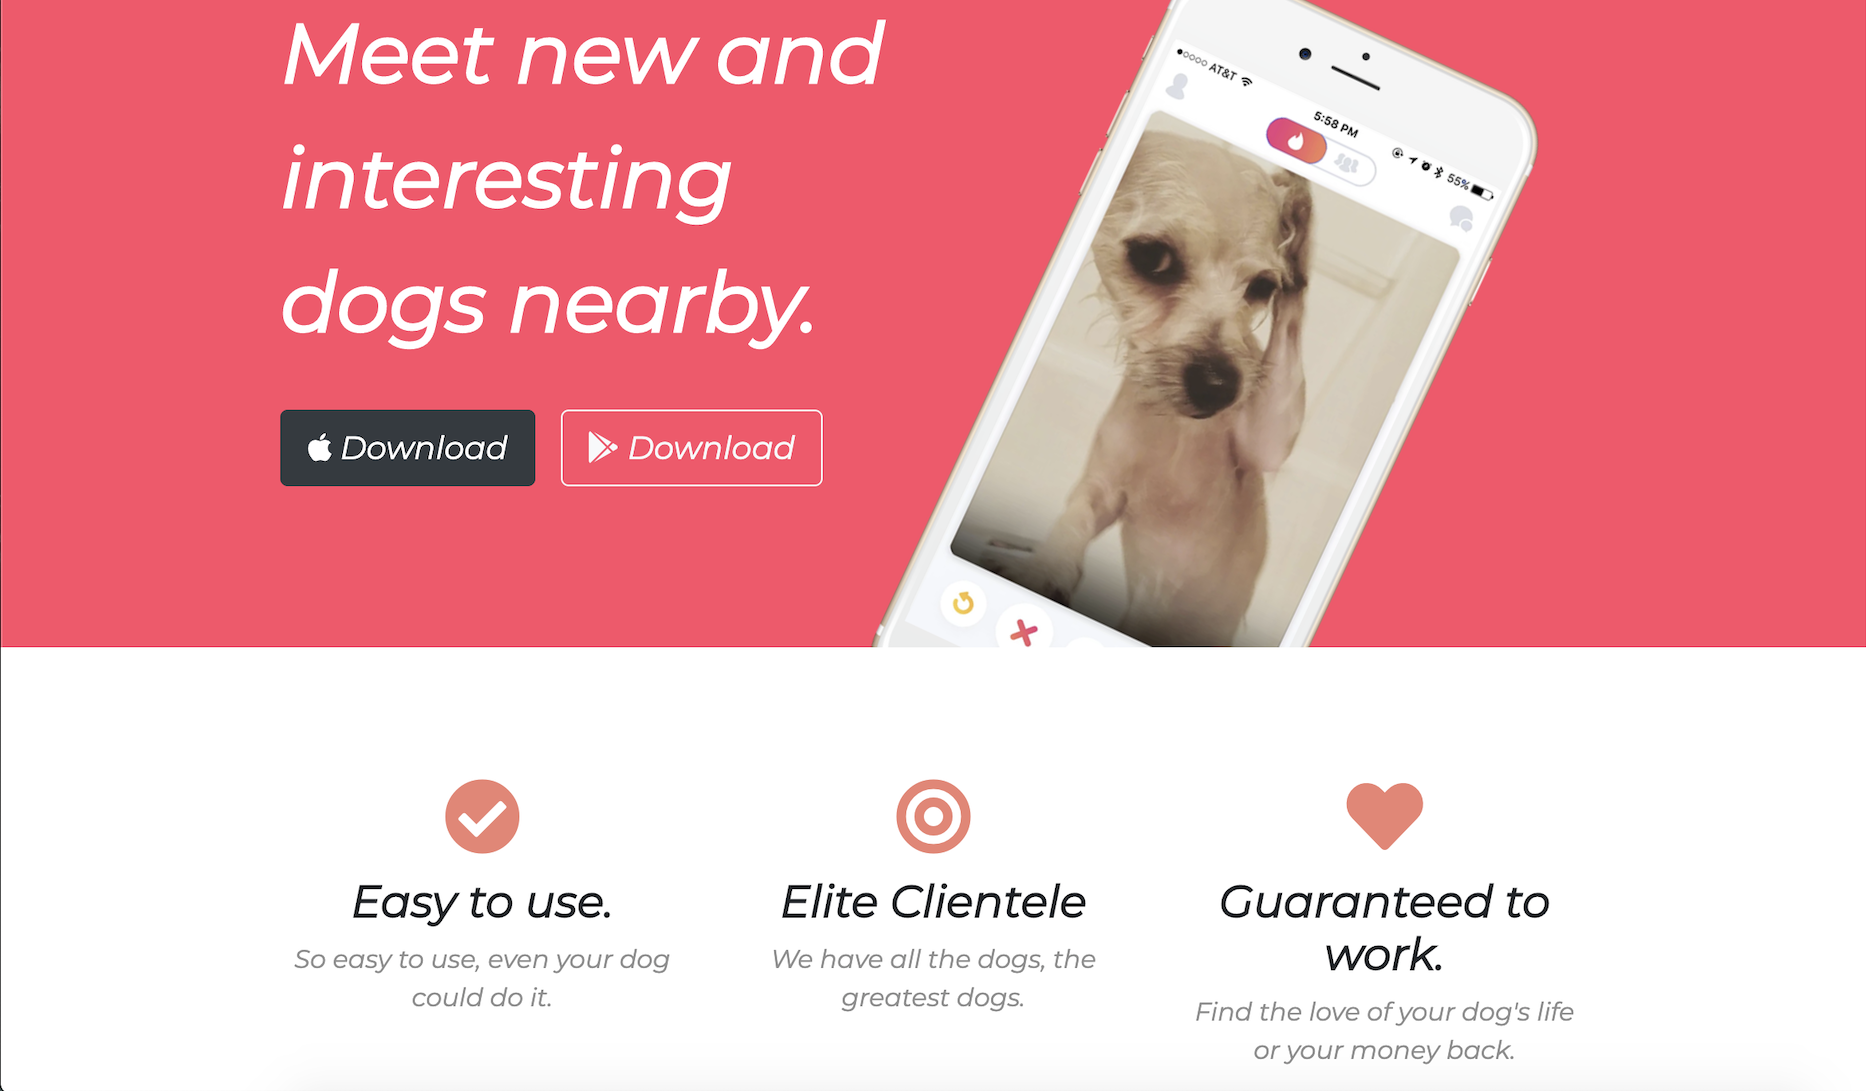 Meet new and
interesting
dogs nearby.
Download
Download
AT&T
5:58 PM
55%
Easy to use.
So easy to use, even your dog
could do it.
Elite Clientele
We have all the dogs, the
greatest dogs.
Guaranteed to
work.
Find the love of your dog's life
or your money back.